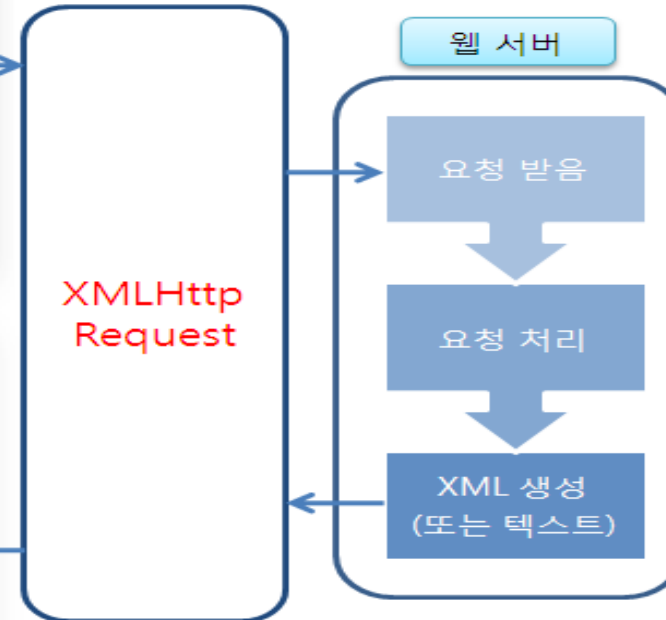 웹 서버
요청 받음
XMLHttp
Request
요청 처리
XML 생성
(또는 텍스트)